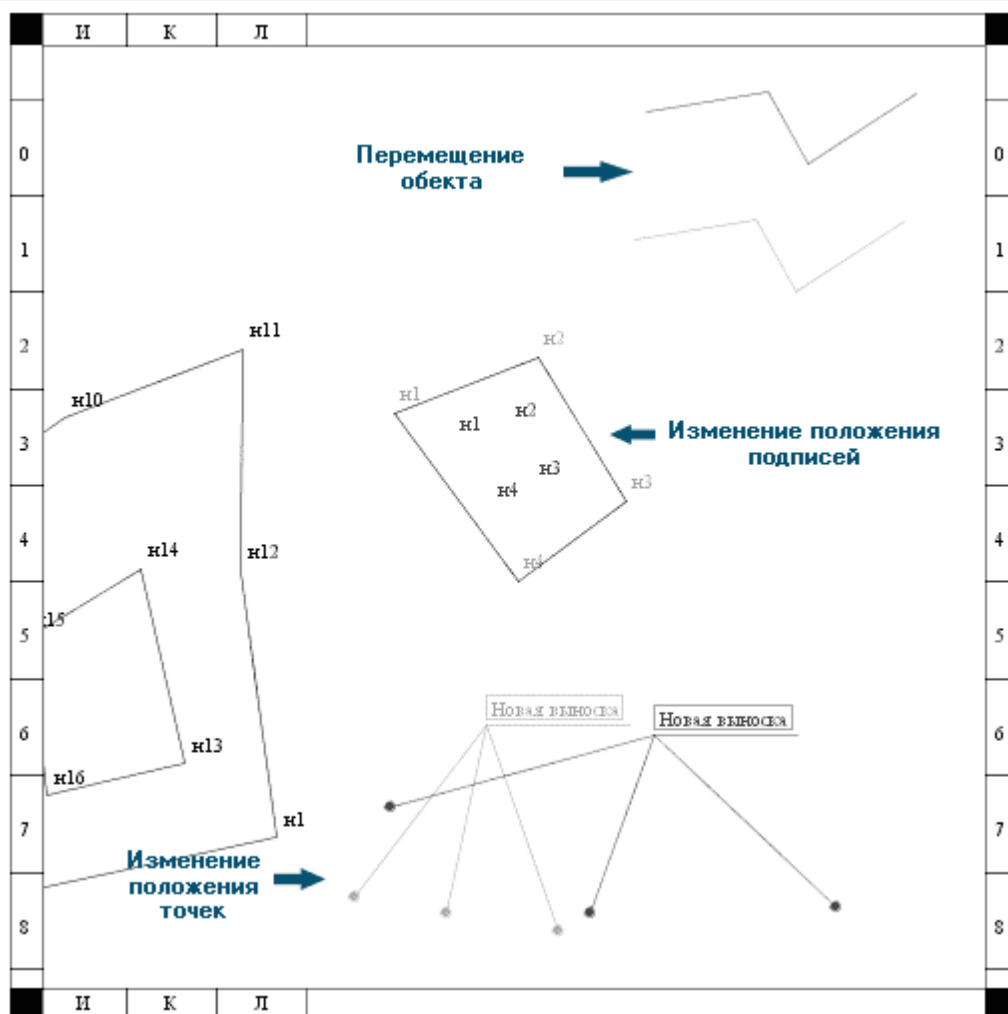 И К Л
0 0
Перемещение
обекта
1 1
н11
2 2
н2
н1
н10
н2
н1
3 3
Изменение положения
подписей
н3
н4
н3
н14
н12
4 4
н4
:15
5 5
Новая выноска
Новая выноска
6 6
н13
н16
н1
7 7
Изменение
положения
точек
8 8
И К Л